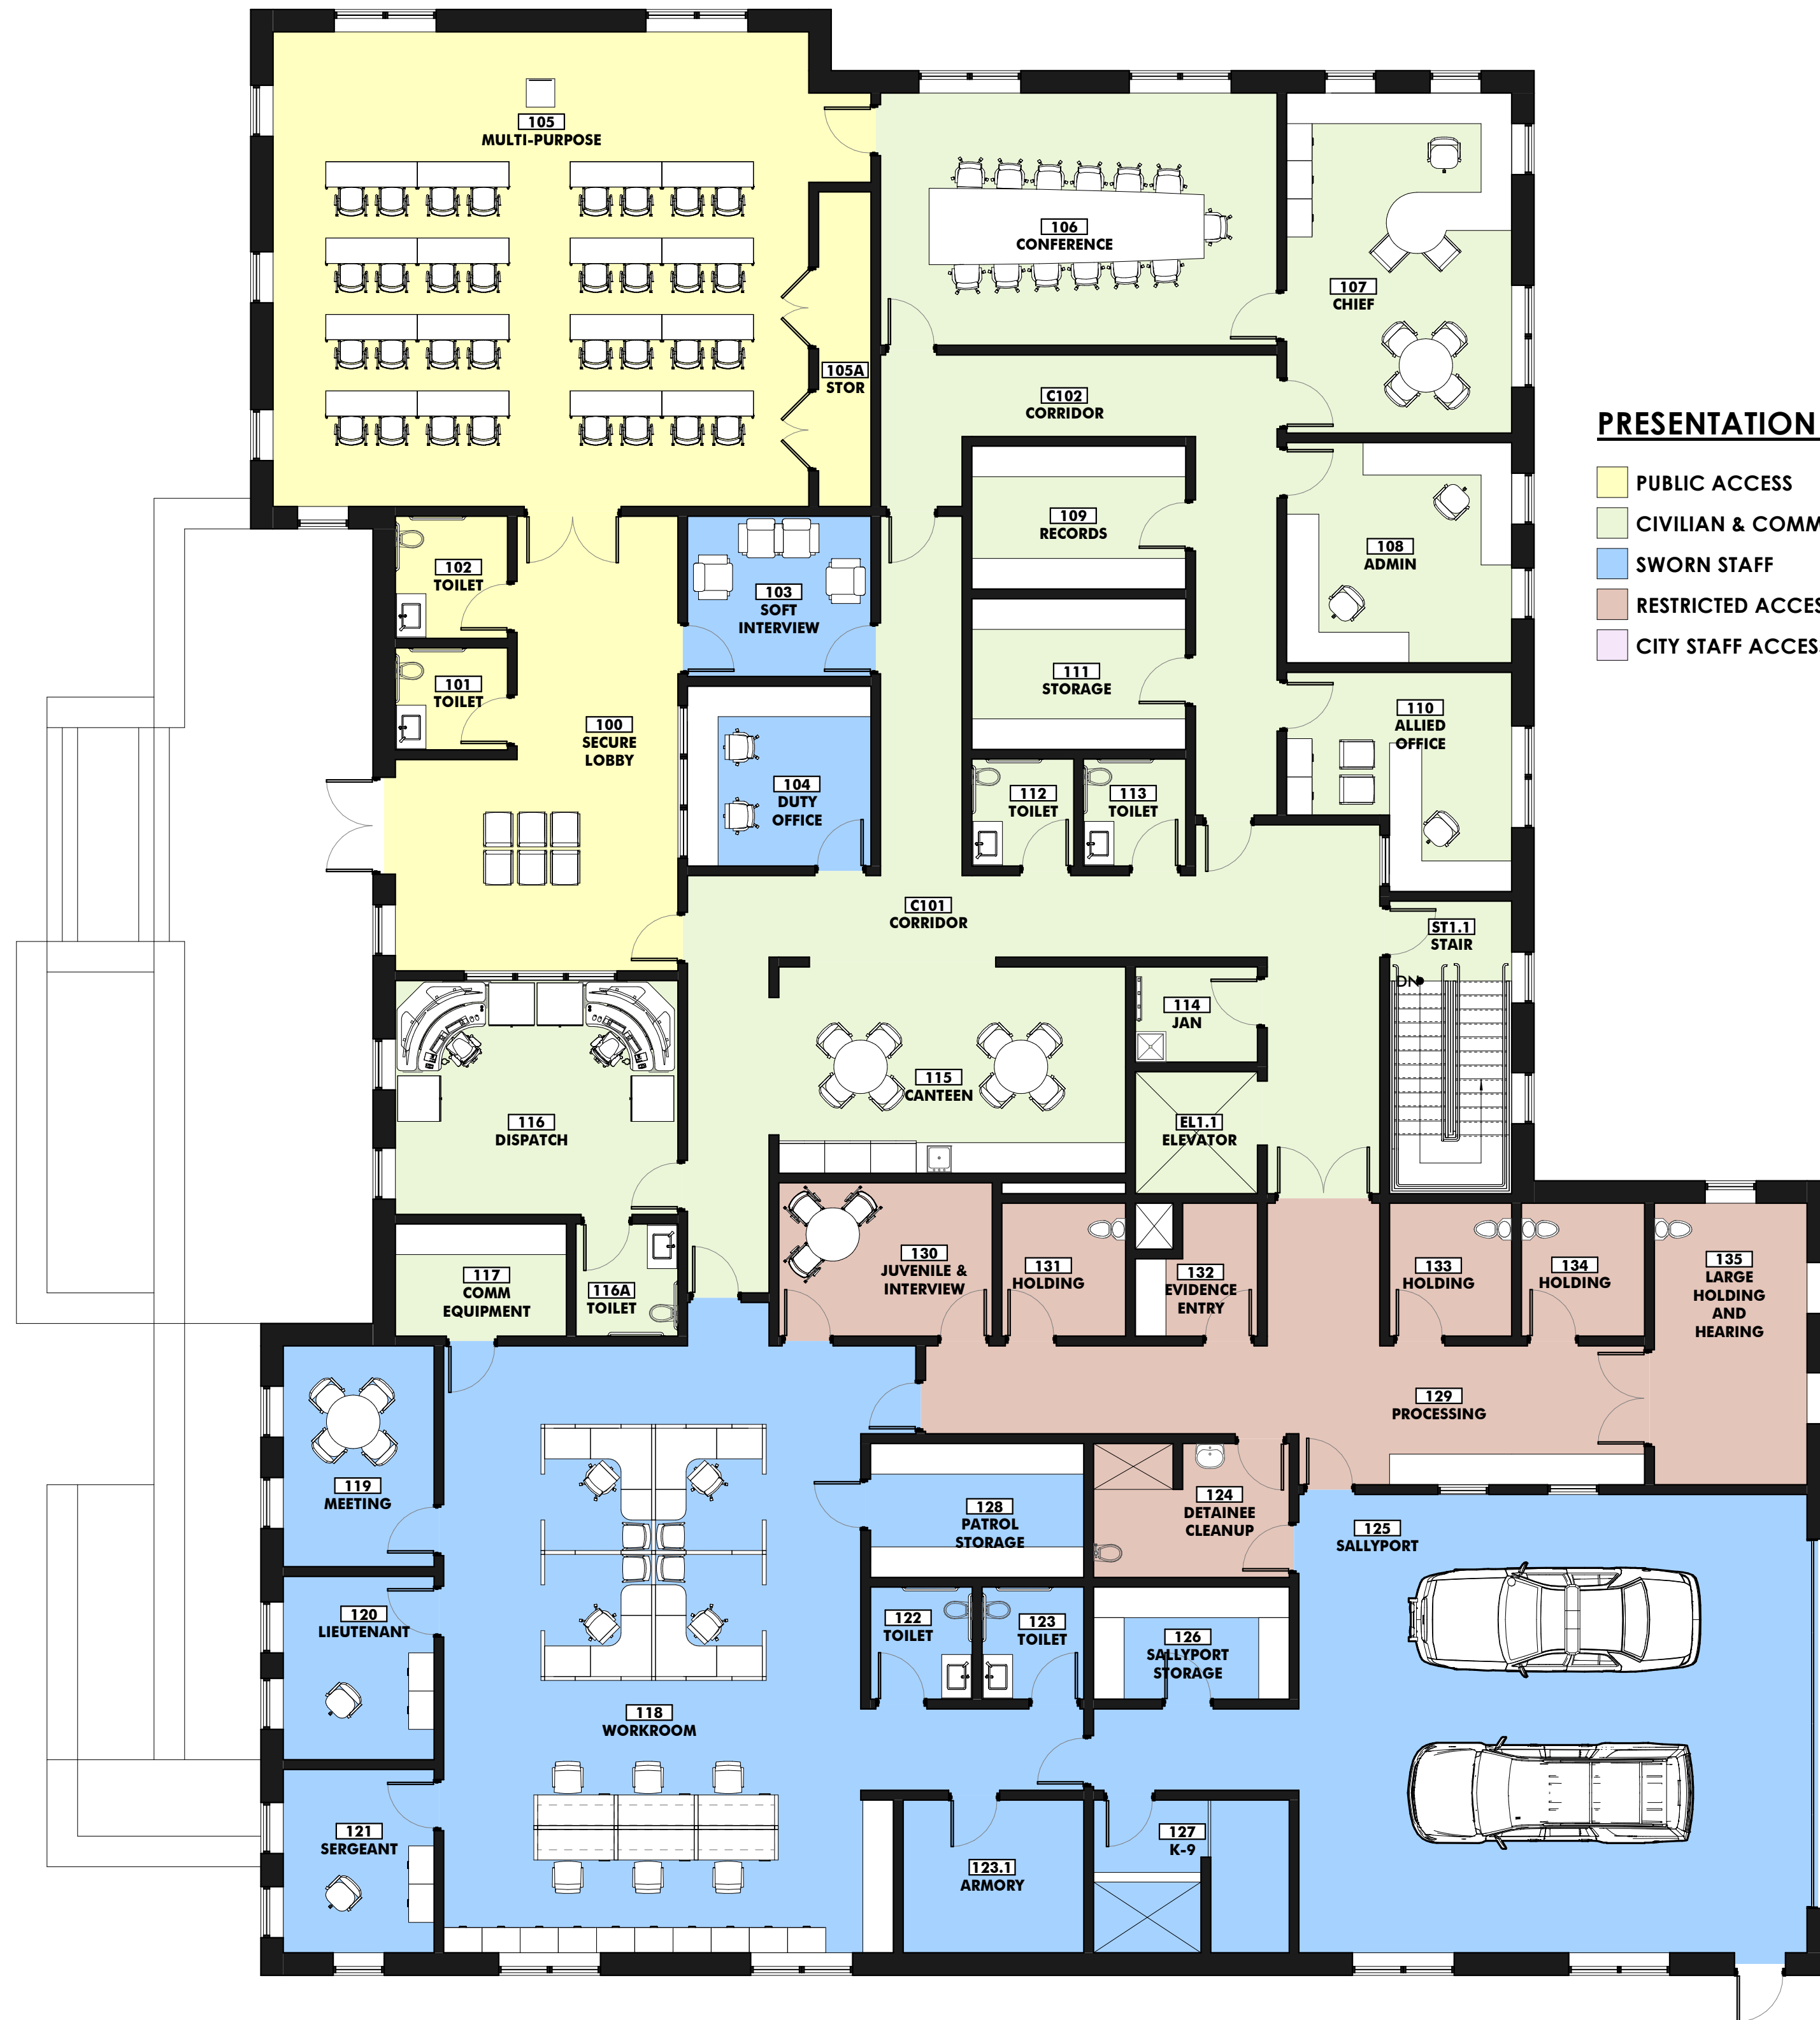 105
MULTI-PURPOSE
106
CONFERENCE
107
CHIEF
105A
STOR
C102
CORRIDOR
PRESENTATION
PUBLIC ACCESS
CIVILIAN & COMM
SWORN STAFF
RESTRICTED ACCES
CITY STAFF ACCES
109
RECORDS
108
ADMIN
102
TOILET
103
SOFT
INTERVIEW
101
TOILET
111
STORAGE
110
ALLIED
OFFICE
100
SECURE
LOBBY
104
DUTY
OFFICE
112
TOILET
113
TOILET
C101
CORRIDOR
ST1.1
STAIR
DN
114
JAN
115
CANTEEN
116
DISPATCH
EL1.1
ELEVATOR
117
COMM
EQUIPMENT
116A
TOILET
130
JUVENILE &
INTERVIEW
131
HOLDING
132
EVIDENCE
ENTRY
133
HOLDING
134
HOLDING
135
LARGE
HOLDING
AND
HEARING
129
PROCESSING
119
MEETING
128
PATROL
STORAGE
124
DETAINEE
CLEANUP
125
SALLYPORT
120
LIEUTENANT
122
TOILET
123
TOILET
126
SALLYPORT
STORAGE
118
WORKROOM
121
SERGEANT
123.1
ARMORY
127
K-9